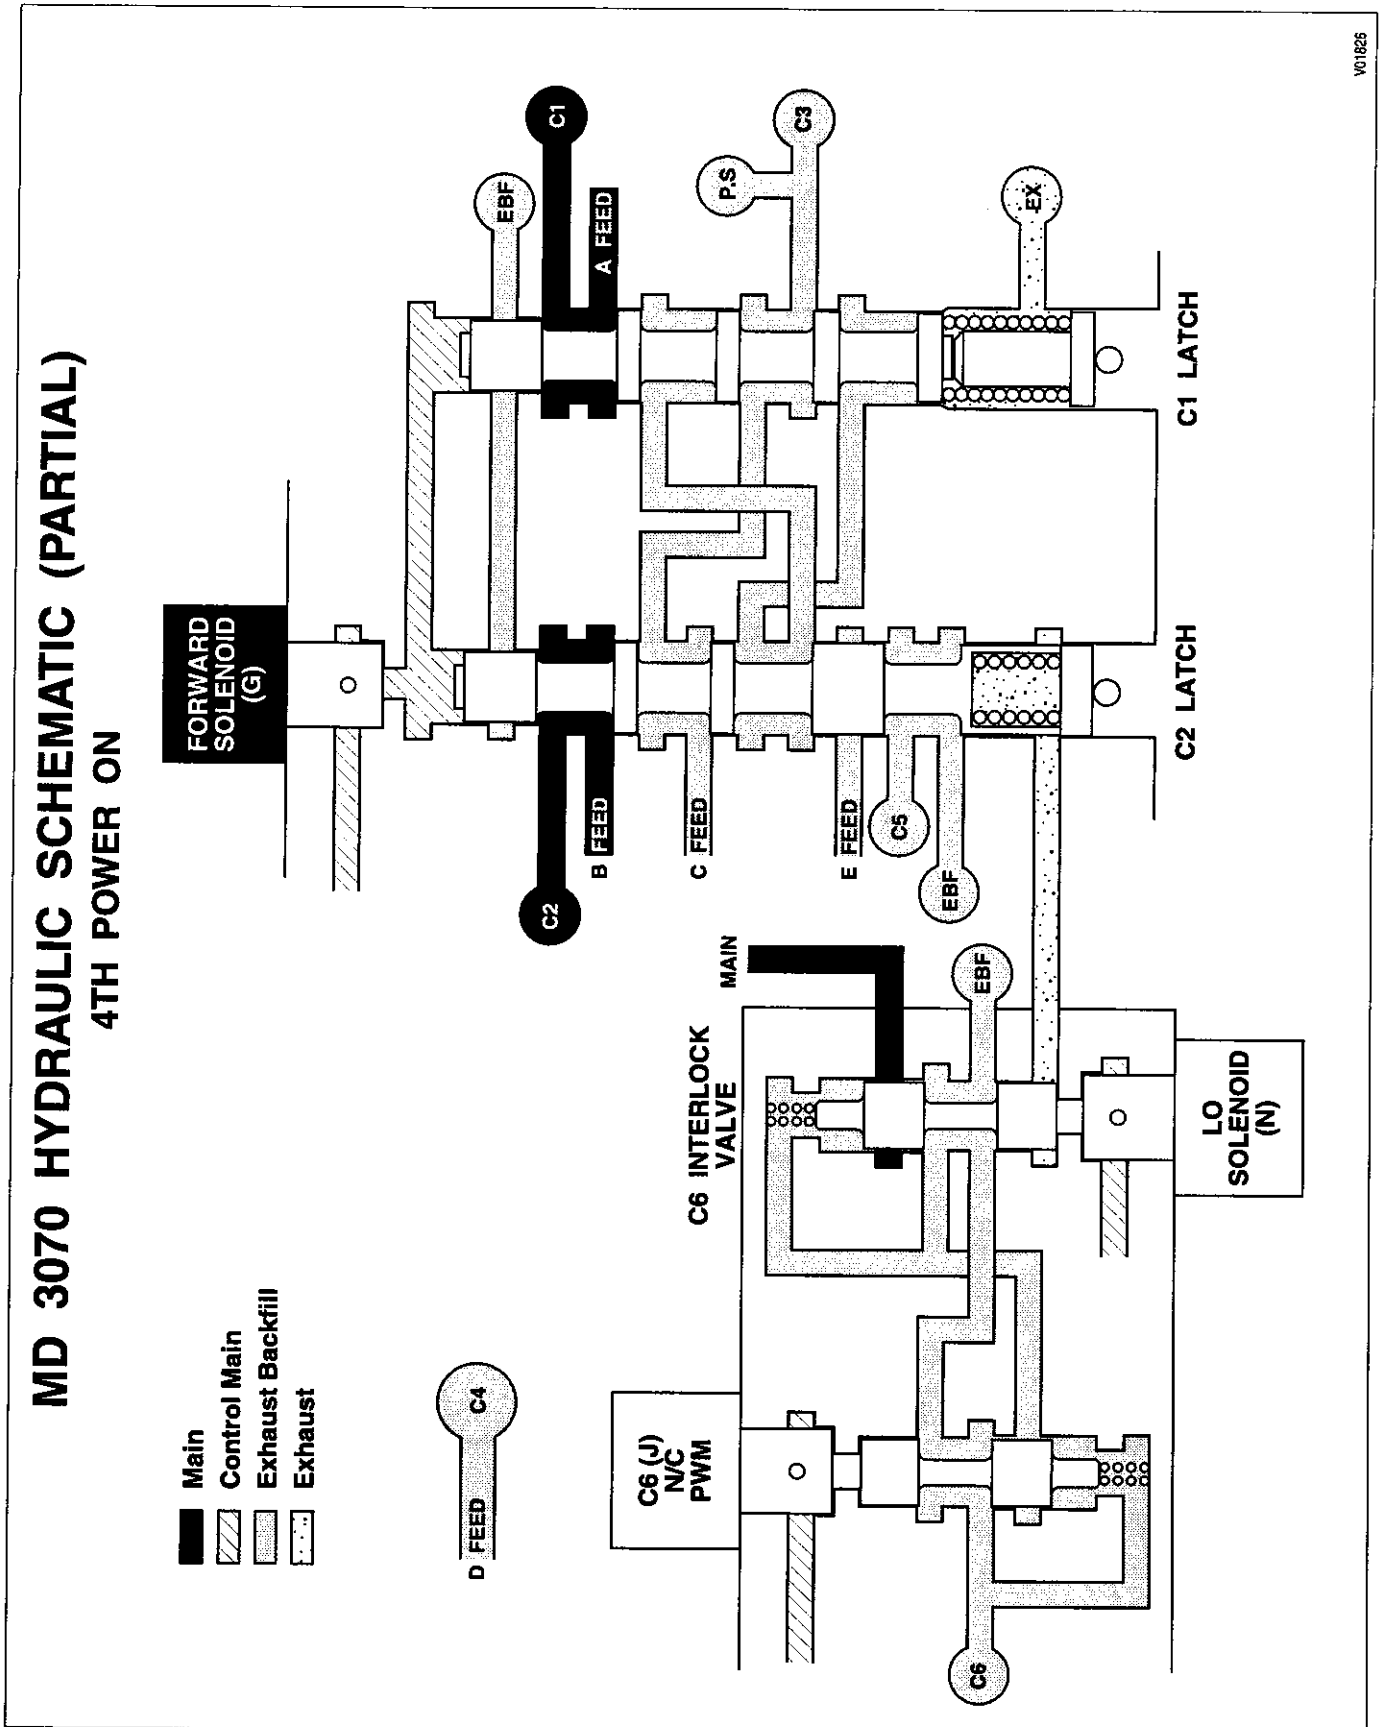 MD 3070 HYDRAULIC SCHEMATIC (PARTIAL)
4TH POWER ON
Main
Control Main
Exhaust Backfill
Exhaust
FORWARD
SOLENOID
(G)
D FEED
C4
C2
B FEED
C FEED
E FEED
C5
EBF
EBF
C1
A FEED
P.S
C3
EX
C2 LATCH
C1 LATCH
C6 (J)
N/C
PWM
C6
C6 INTERLOCK
VALVE
MAIN
EBF
LO
SOLENOID
(N)
V01826